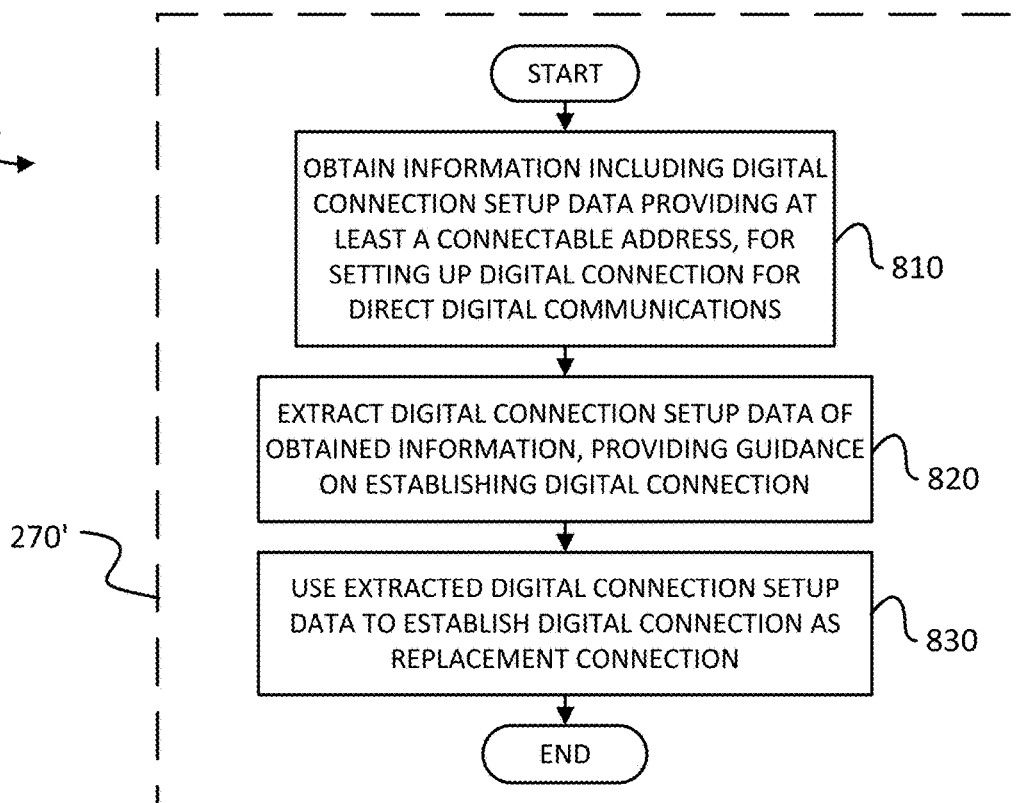 START
OBTAIN INFORMATION INCLUDING DIGITAL
CONNECTION SETUP DATA PROVIDING AT
LEAST A CONNECTABLE ADDRESS, FOR
SETTING UP DIGITAL CONNECTION FOR
DIRECT DIGITAL COMMUNICATIONS
810
EXTRACT DIGITAL CONNECTION SETUP DATA OF
OBTAINED INFORMATION, PROVIDING GUIDANCE
ON ESTABLISHING DIGITAL CONNECTION
820
270'
USE EXTRACTED DIGITAL CONNECTION SETUP
DATA TO ESTABLISH DIGITAL CONNECTION AS
REPLACEMENT CONNECTION
830
END